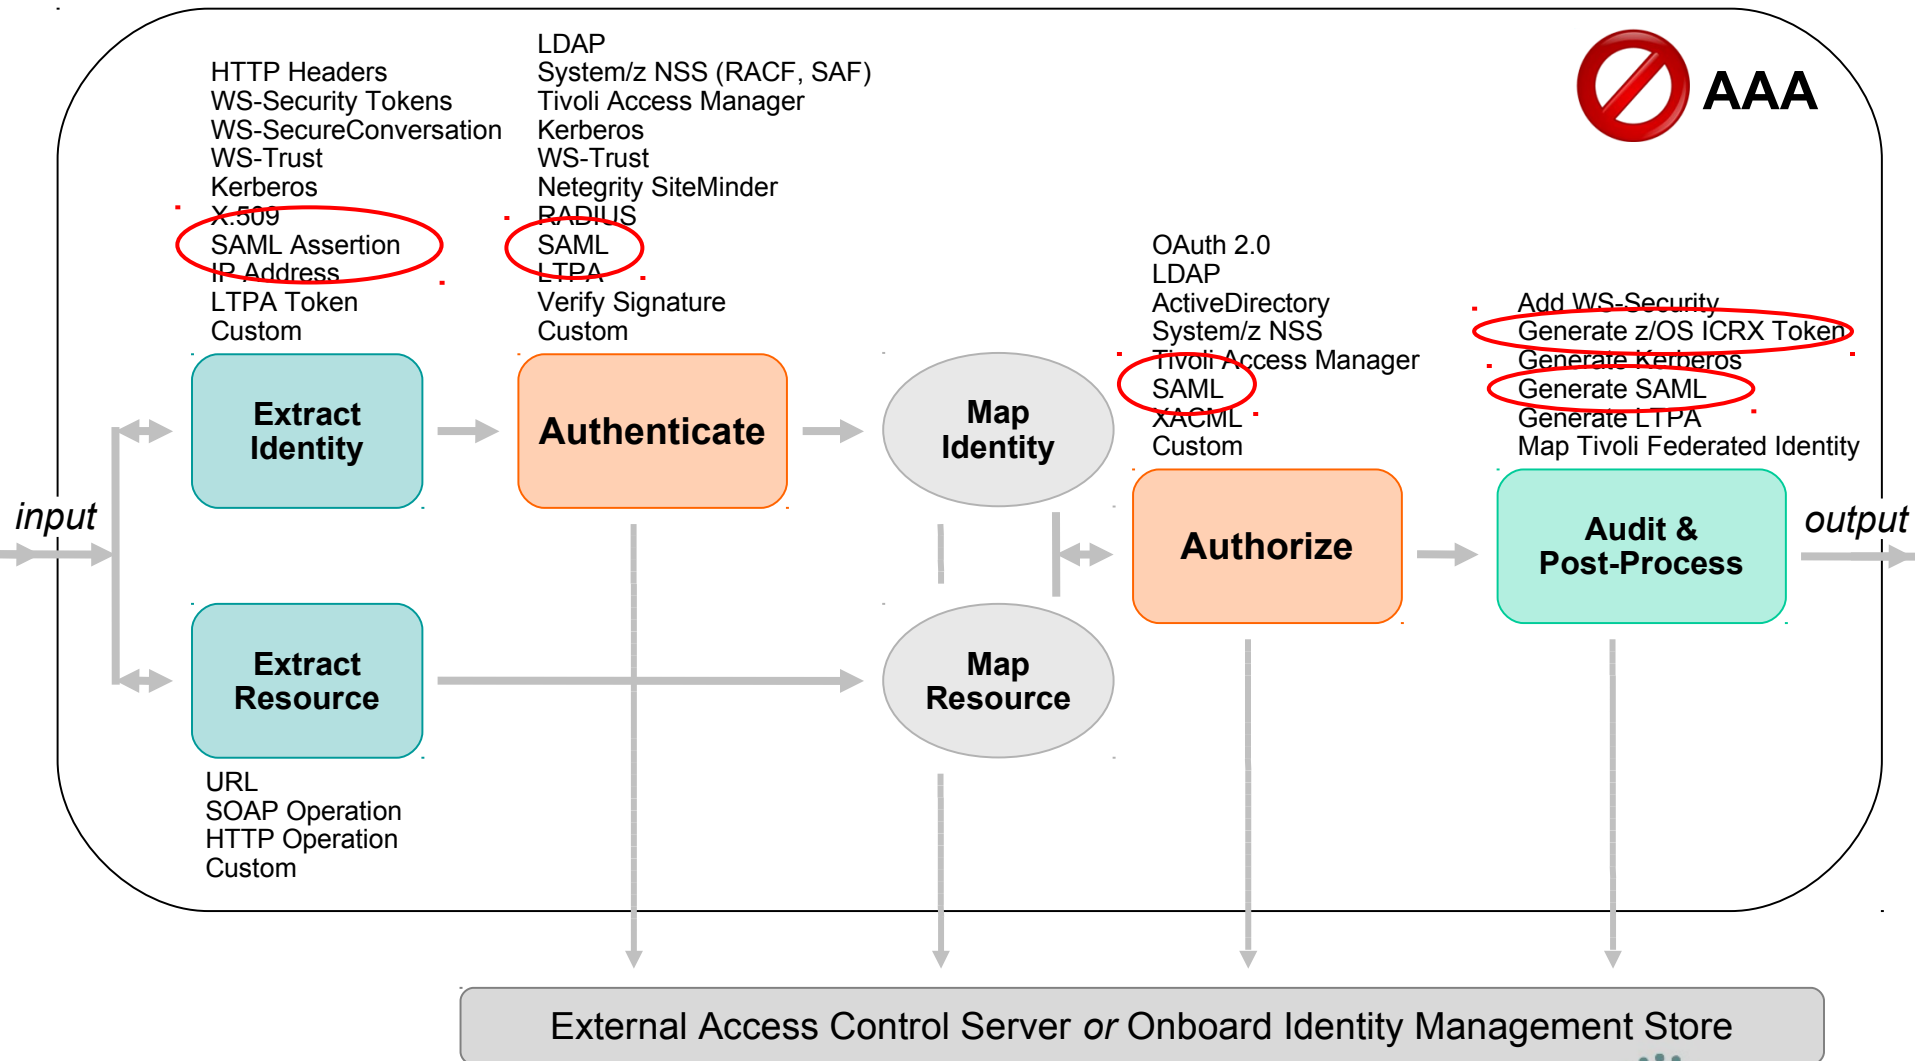 AAA
HTTP Headers
WS-Security Tokens
WS-SecureConversation
WS-Trust
Kerberos
X.509
SAML Assertion
IP Address
LTPA Token
Custom
LDAP
System/z NSS (RACF, SAF)
Tivoli Access Manager
Kerberos
WS-Trust
Netegrity SiteMinder
RADIUS
SAML
LTPA
Verify Signature
Custom
OAuth 2.0
LDAP
ActiveDirectory
System/z NSS
Tivoli Access Manager
SAML
XACML
Custom
Add WS-Security
Generate z/OS ICRX Token
Generate Kerberos
Generate SAML
Generate LTPA
Map Tivoli Federated Identity
input
Extract
Identity
Authenticate
Map
Identity
Authorize
Audit &
Post-Process
output
Extract
Resource
Map
Resource
URL
SOAP Operation
HTTP Operation
Custom
External Access Control Server or Onboard Identity Management Store